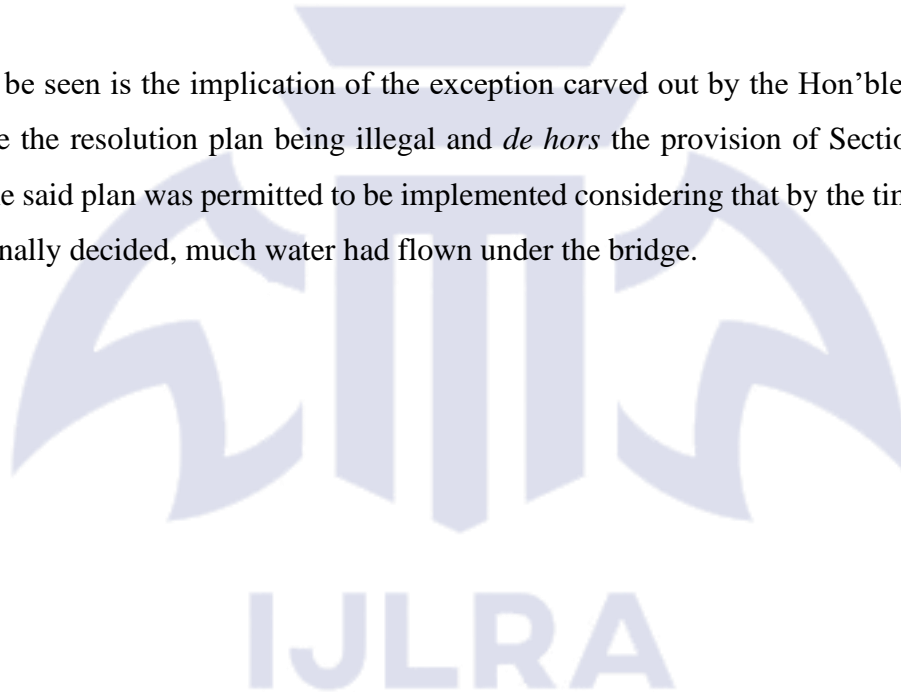 be seen is the implication of the exception carved out by the Hon’ble
the resolution plan being illegal and de hors the provision of Sectio
said plan was permitted to be implemented considering that by the tim
nally decided, much water had flown under the bridge.
IJLRA